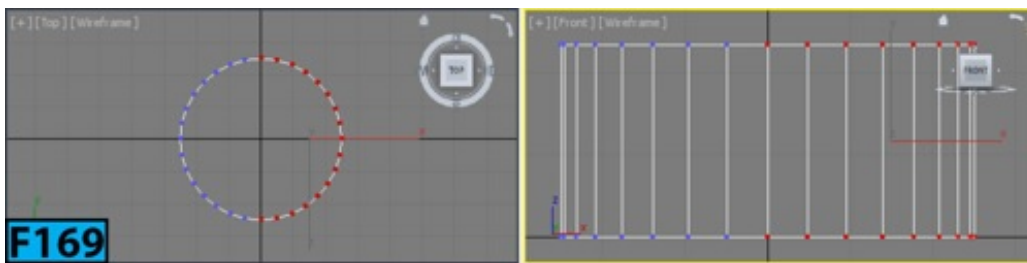 [+][Top][Wireframe]
TOP
F169
[+][Front][Wireframe]
FRONT